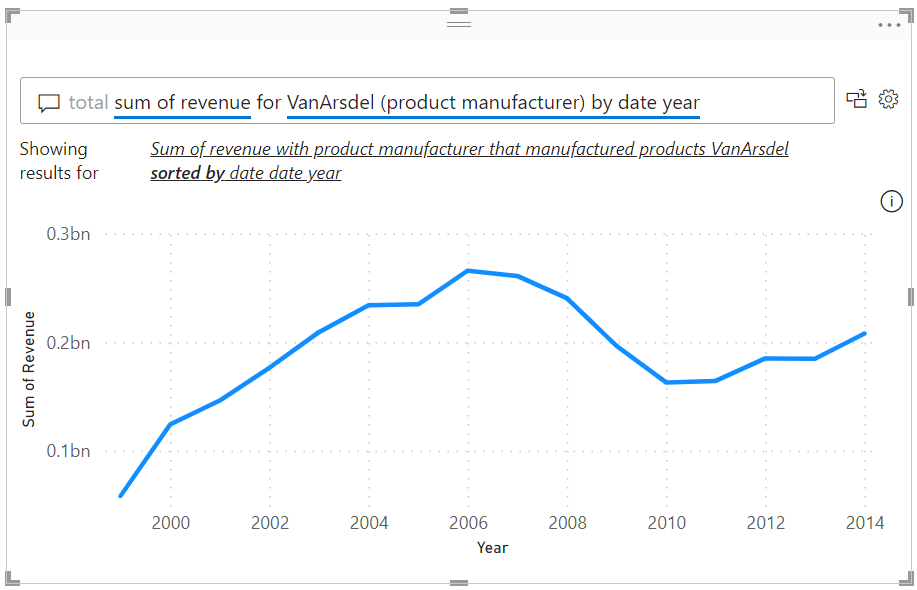 total sum of revenue for VanArsdel (product manufacturer) by date year
Showing results for
Sum of revenue with product manufacturer that manufactured products VanArsdel
sorted by date date year
0.3bn
0.2bn
0.1bn
Sum of Revenue
2000 2002 2004 2006 2008 2010 2012 2014
Year